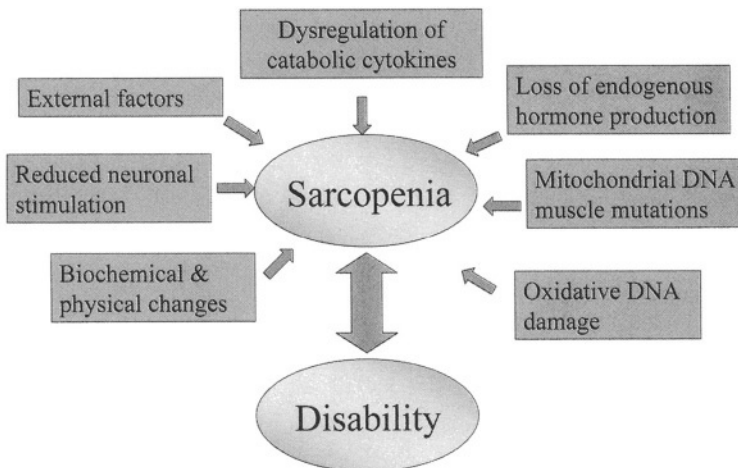 Dysregulation of
catabolic cytokines
External factors
Loss of endogenous
hormone production
Reduced neuronal
stimulation
Sarcopenia
Mitochondrial DNA
muscle mutations
Biochemical &
physical changes
Oxidative DNA
damage
Disability